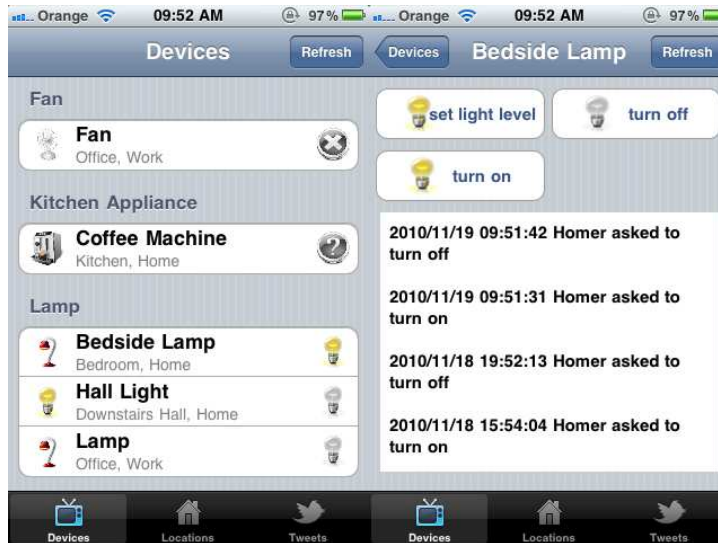 Orange 09:52 AM 97%
Devices Refresh
Fan
Fan
Office, Work
Kitchen Appliance
Coffee Machine
Kitchen, Home
Lamp
Bedside Lamp
Bedroom, Home
Hall Light
Downstairs Hall, Home
Lamp
Office, Work
Devices Locations Tweets
Orange 09:52 AM 97%
Devices Bedside Lamp Refresh
set light level turn off
turn on
2010/11/19 09:51:42 Homer asked to
turn off
2010/11/19 09:51:31 Homer asked to
turn on
2010/11/18 19:52:13 Homer asked to
turn off
2010/11/18 15:54:04 Homer asked to
turn on
Devices Locations Tweets